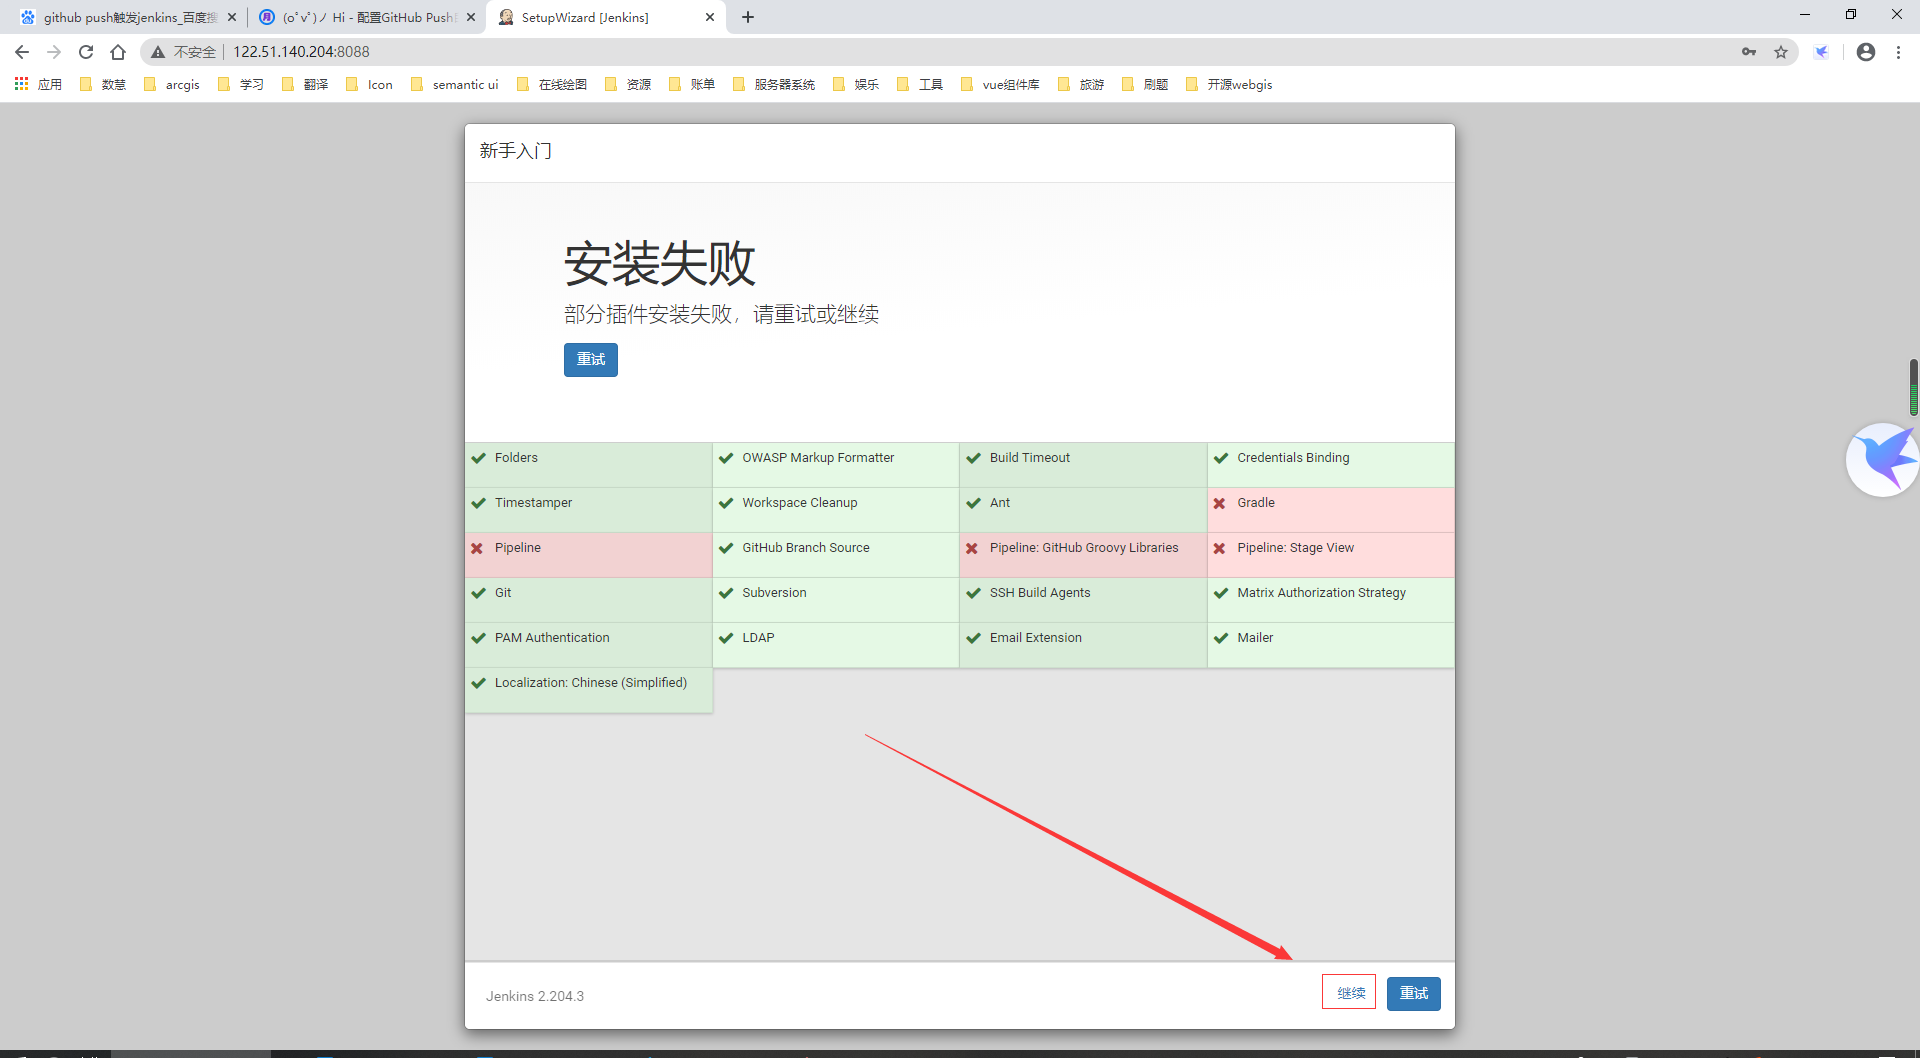 github push触发jenkins_百度搜
(oﾟvﾟ)ノ Hi - 配置GitHub Push
SetupWizard [Jenkins]
不安全 122.51.140.204:8088
应用 数慧 arcgis 学习 翻译 Icon semantic ui 在线绘图 资源 账单 服务器系统 娱乐 工具 vue组件库 旅游 刷题 开源webgis
新手入门
安装失败
部分插件安装失败，请重试或继续
重试
Folders OWASP Markup Formatter Build Timeout Credentials Binding
Timestamper Workspace Cleanup Ant Gradle
Pipeline GitHub Branch Source Pipeline: GitHub Groovy Libraries Pipeline: Stage View
Git Subversion SSH Build Agents Matrix Authorization Strategy
PAM Authentication LDAP Email Extension Mailer
Localization: Chinese (Simplified)
Jenkins 2.204.3 继续 重试